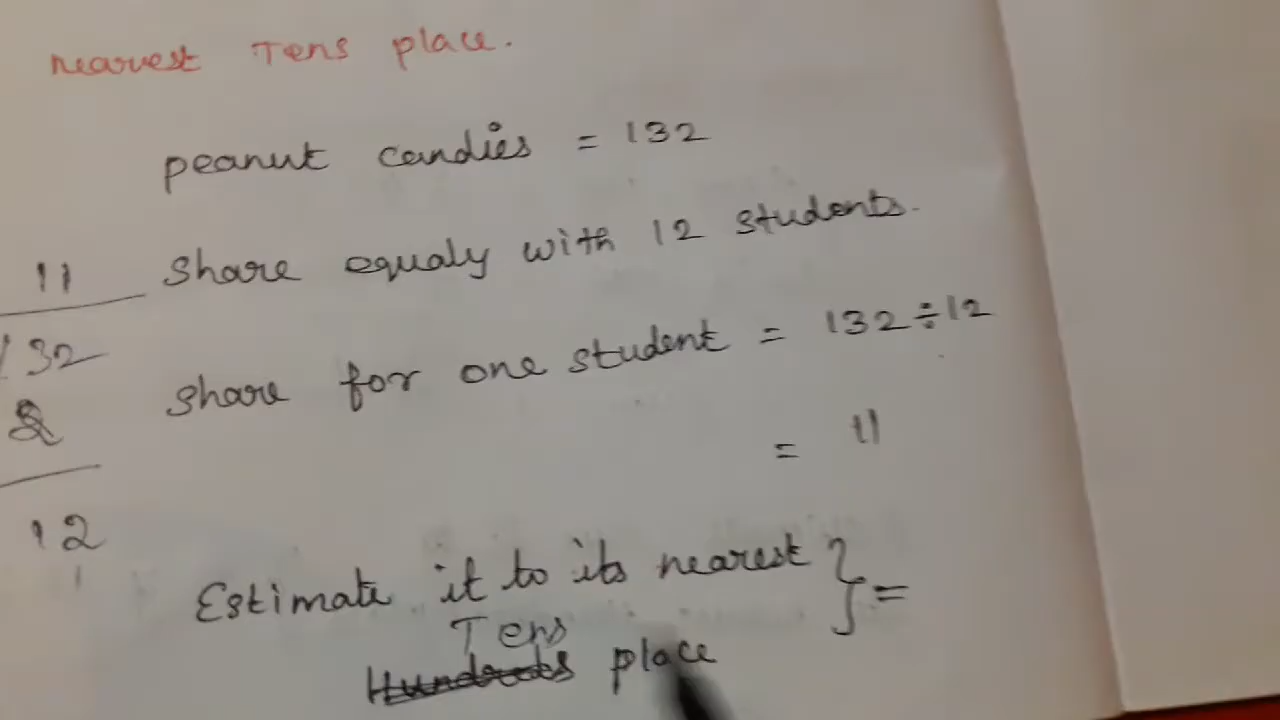 nearest Tens place.
peanut candies = 132
11 share equaly with 12 students.
132 share for one student = 132 ÷ 12
= 11
12
Estimate it to its nearest } =
Tens
Hundreds place